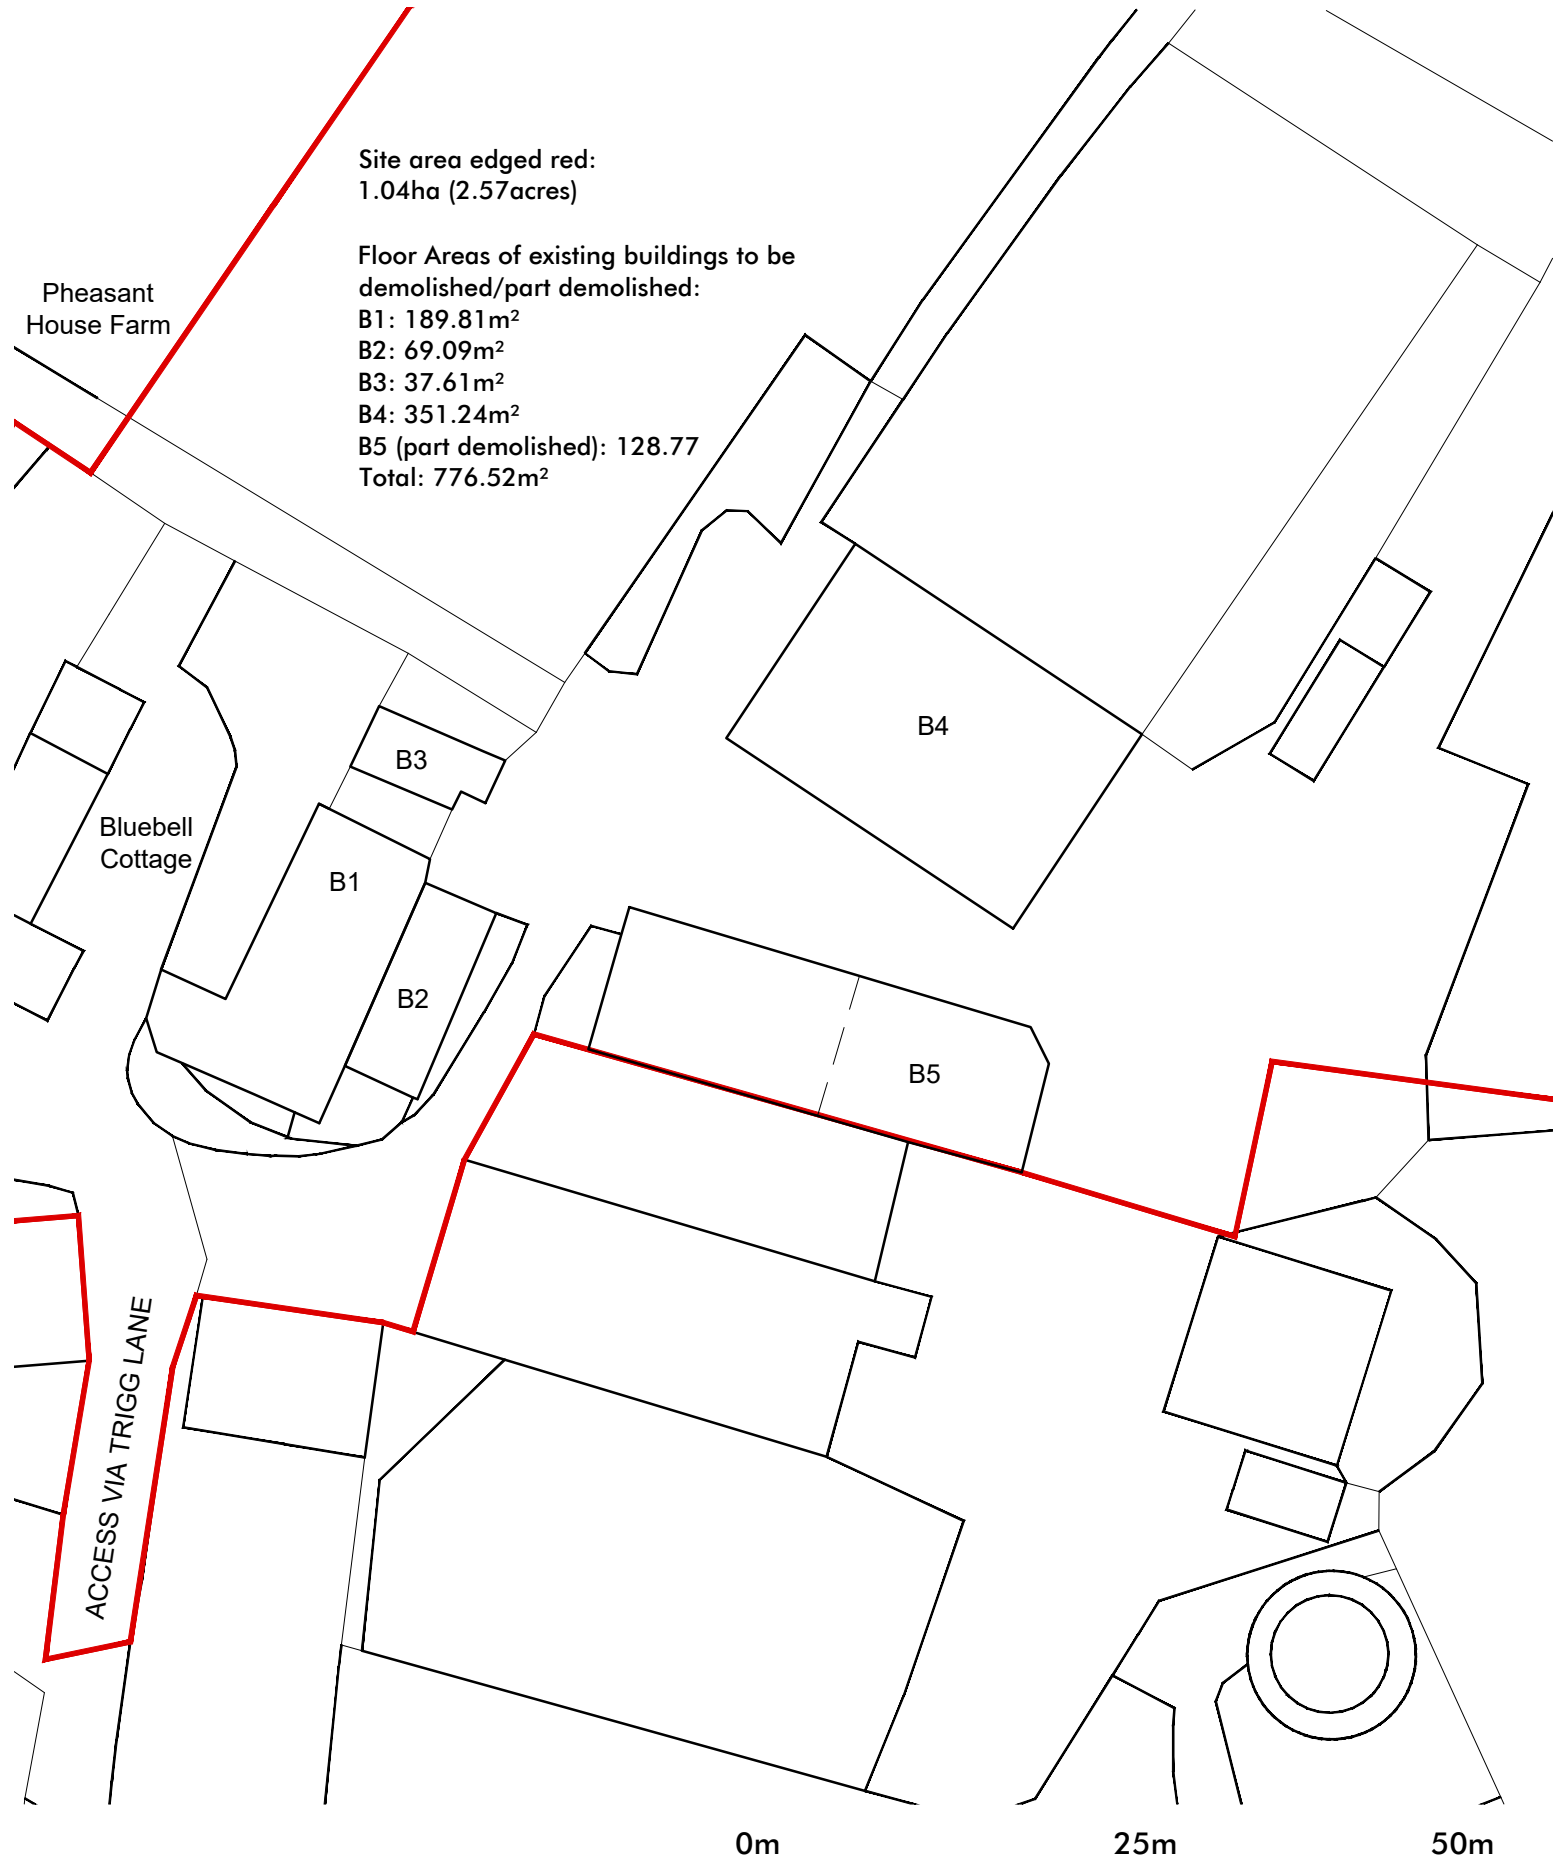 Site area edged red:
1.04ha (2.57acres)
Floor Areas of existing buildings to be
demolished/part demolished:
B1: 189.81m²
B2: 69.09m²
B3: 37.61m²
B4: 351.24m²
B5 (part demolished): 128.77
Total: 776.52m²
Pheasant
House Farm
B4
B3
Bluebell
Cottage
B1
B2
B5
ACCESS VIA TRIGG LANE
0m
25m
50m